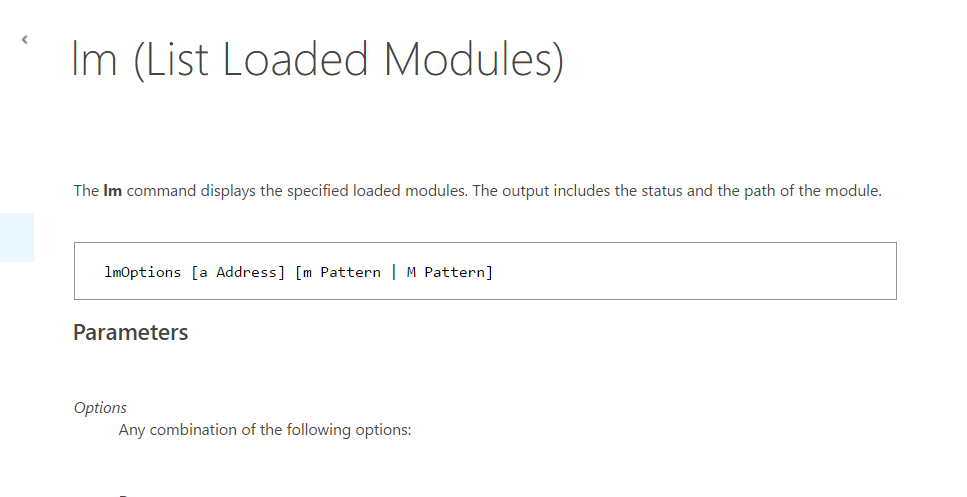 lm (List Loaded Modules)
The lm command displays the specified loaded modules. The output includes the status and the path of the module.
lmOptions [a Address] [m Pattern | M Pattern]
Parameters
Options
Any combination of the following options: